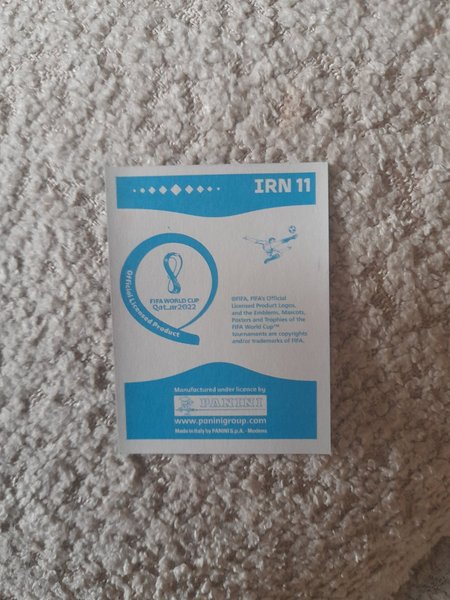 IRN 11
Official Licensed Product
FIFA WORLD CUP
Qatar2022
©FIFA, FIFA's Official
Licensed Product Logos,
and the Emblems, Mascots,
Posters and Trophies of the
FIFA World Cup™
tournaments are copyrights
and/or trademarks of FIFA.
Manufactured under licence by
PANINI
www.paninigroup.com
Made in Italy by PANINI S.p.A. - Modena